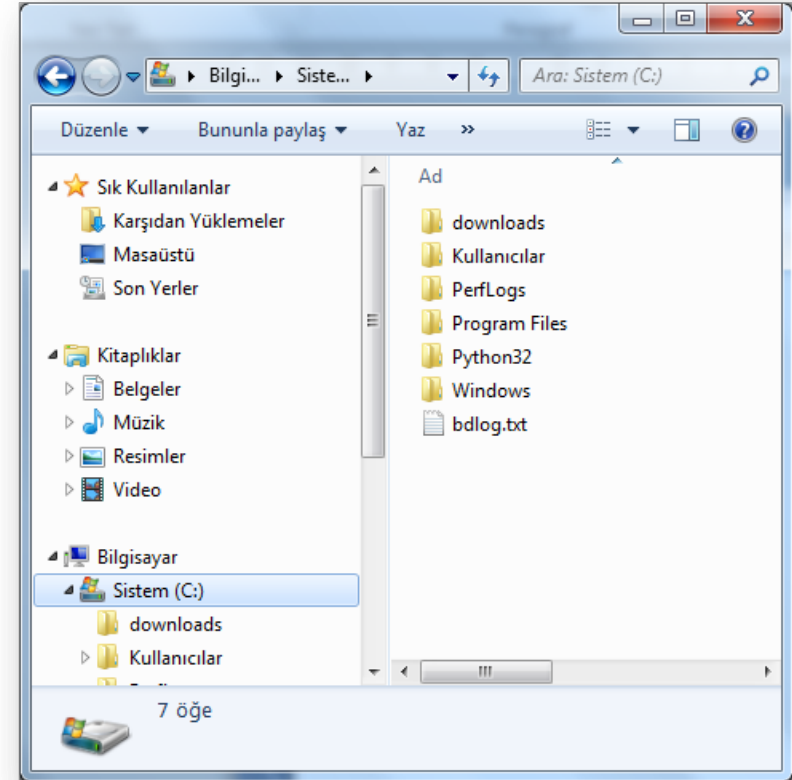 Bilgi... Siste... Ara: Sistem (C:)
Düzenle Bununla paylaş Yaz »
Sık Kullanılanlar
Karşıdan Yüklemeler
Masaüstü
Son Yerler
Kitaplıklar
Belgeler
Müzik
Resimler
Video
Bilgisayar
Sistem (C:)
downloads
Kullanıcılar
Ad
downloads
Kullanıcılar
PerfLogs
Program Files
Python32
Windows
bdlog.txt
7 öğe